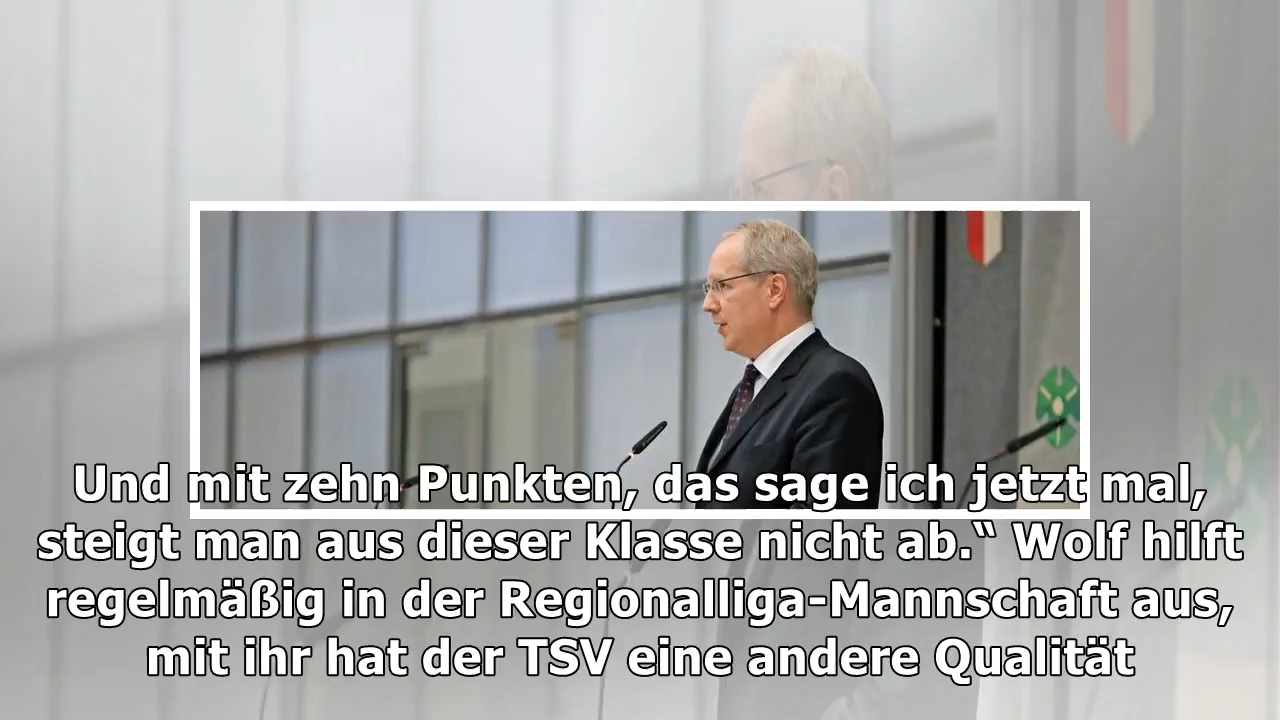 Und mit zehn Punkten, das sage ich jetzt mal,
steigt man aus dieser Klasse nicht ab.“ Wolf hilft
regelmäßig in der Regionalliga-Mannschaft aus,
mit ihr hat der TSV eine andere Qualität